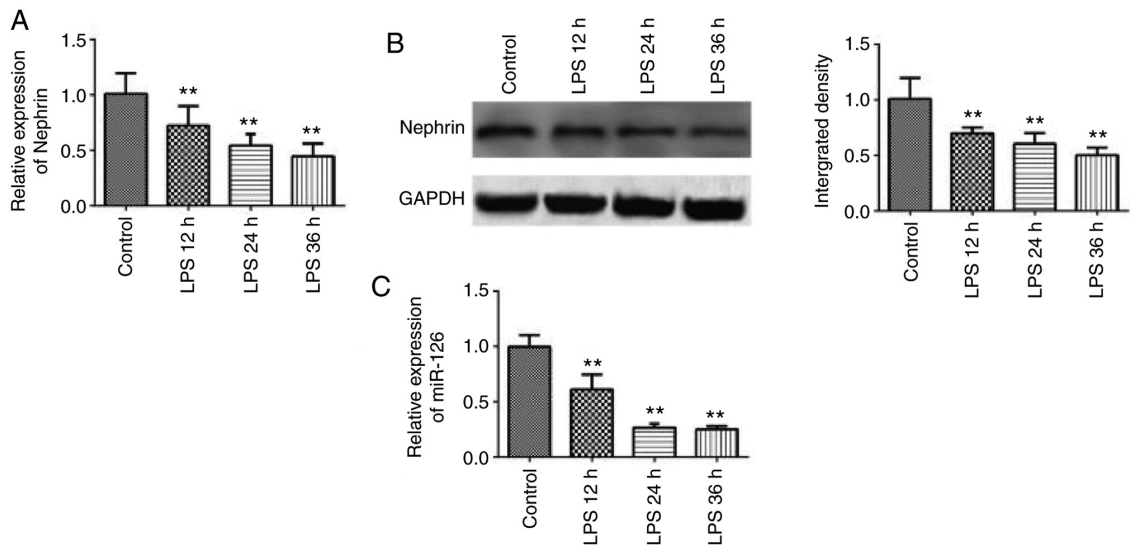 A
Relative expression
of Nephrin
1.5
1.0
0.5
0.0
** ** **
Control
LPS 12 h
LPS 24 h
LPS 36 h
B
Control
LPS 12 h
LPS 24 h
LPS 36 h
Nephrin
GAPDH
Intergrated density
1.5
1.0
0.5
0.0
** ** **
Control
LPS 12 h
LPS 24 h
LPS 36 h
C
Relative expression
of miR-126
1.5
1.0
0.5
0.0
** ** **
Control
LPS 12 h
LPS 24 h
LPS 36 h